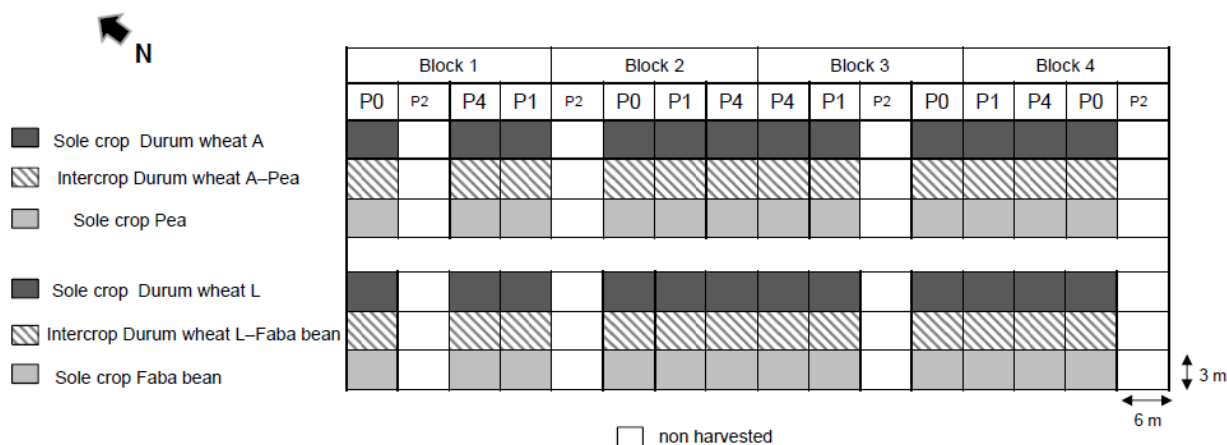 N
Block 1 Block 2 Block 3 Block 4
P0 P2 P4 P1 P2 P0 P1 P4 P4 P1 P2 P0 P1 P4 P0 P2
Sole crop Durum wheat A
Intercrop Durum wheat A–Pea
Sole crop Pea
Sole crop Durum wheat L
Intercrop Durum wheat L–Faba bean
Sole crop Faba bean
3 m
6 m
non harvested